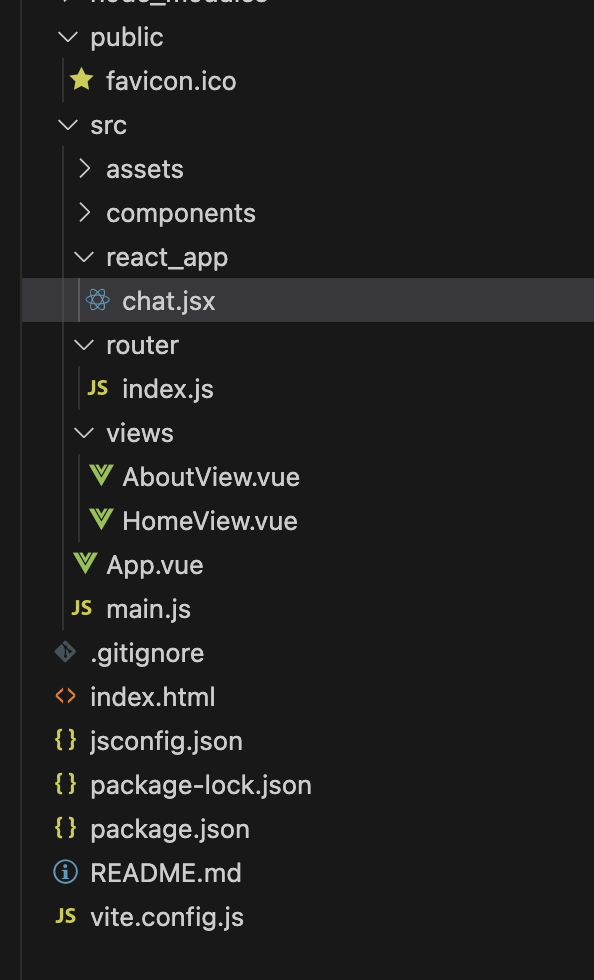 node_modules
public
favicon.ico
src
assets
components
react_app
chat.jsx
router
JS index.js
views
AboutView.vue
HomeView.vue
App.vue
JS main.js
.gitignore
<> index.html
{ } jsconfig.json
{ } package-lock.json
{ } package.json
README.md
JS vite.config.js